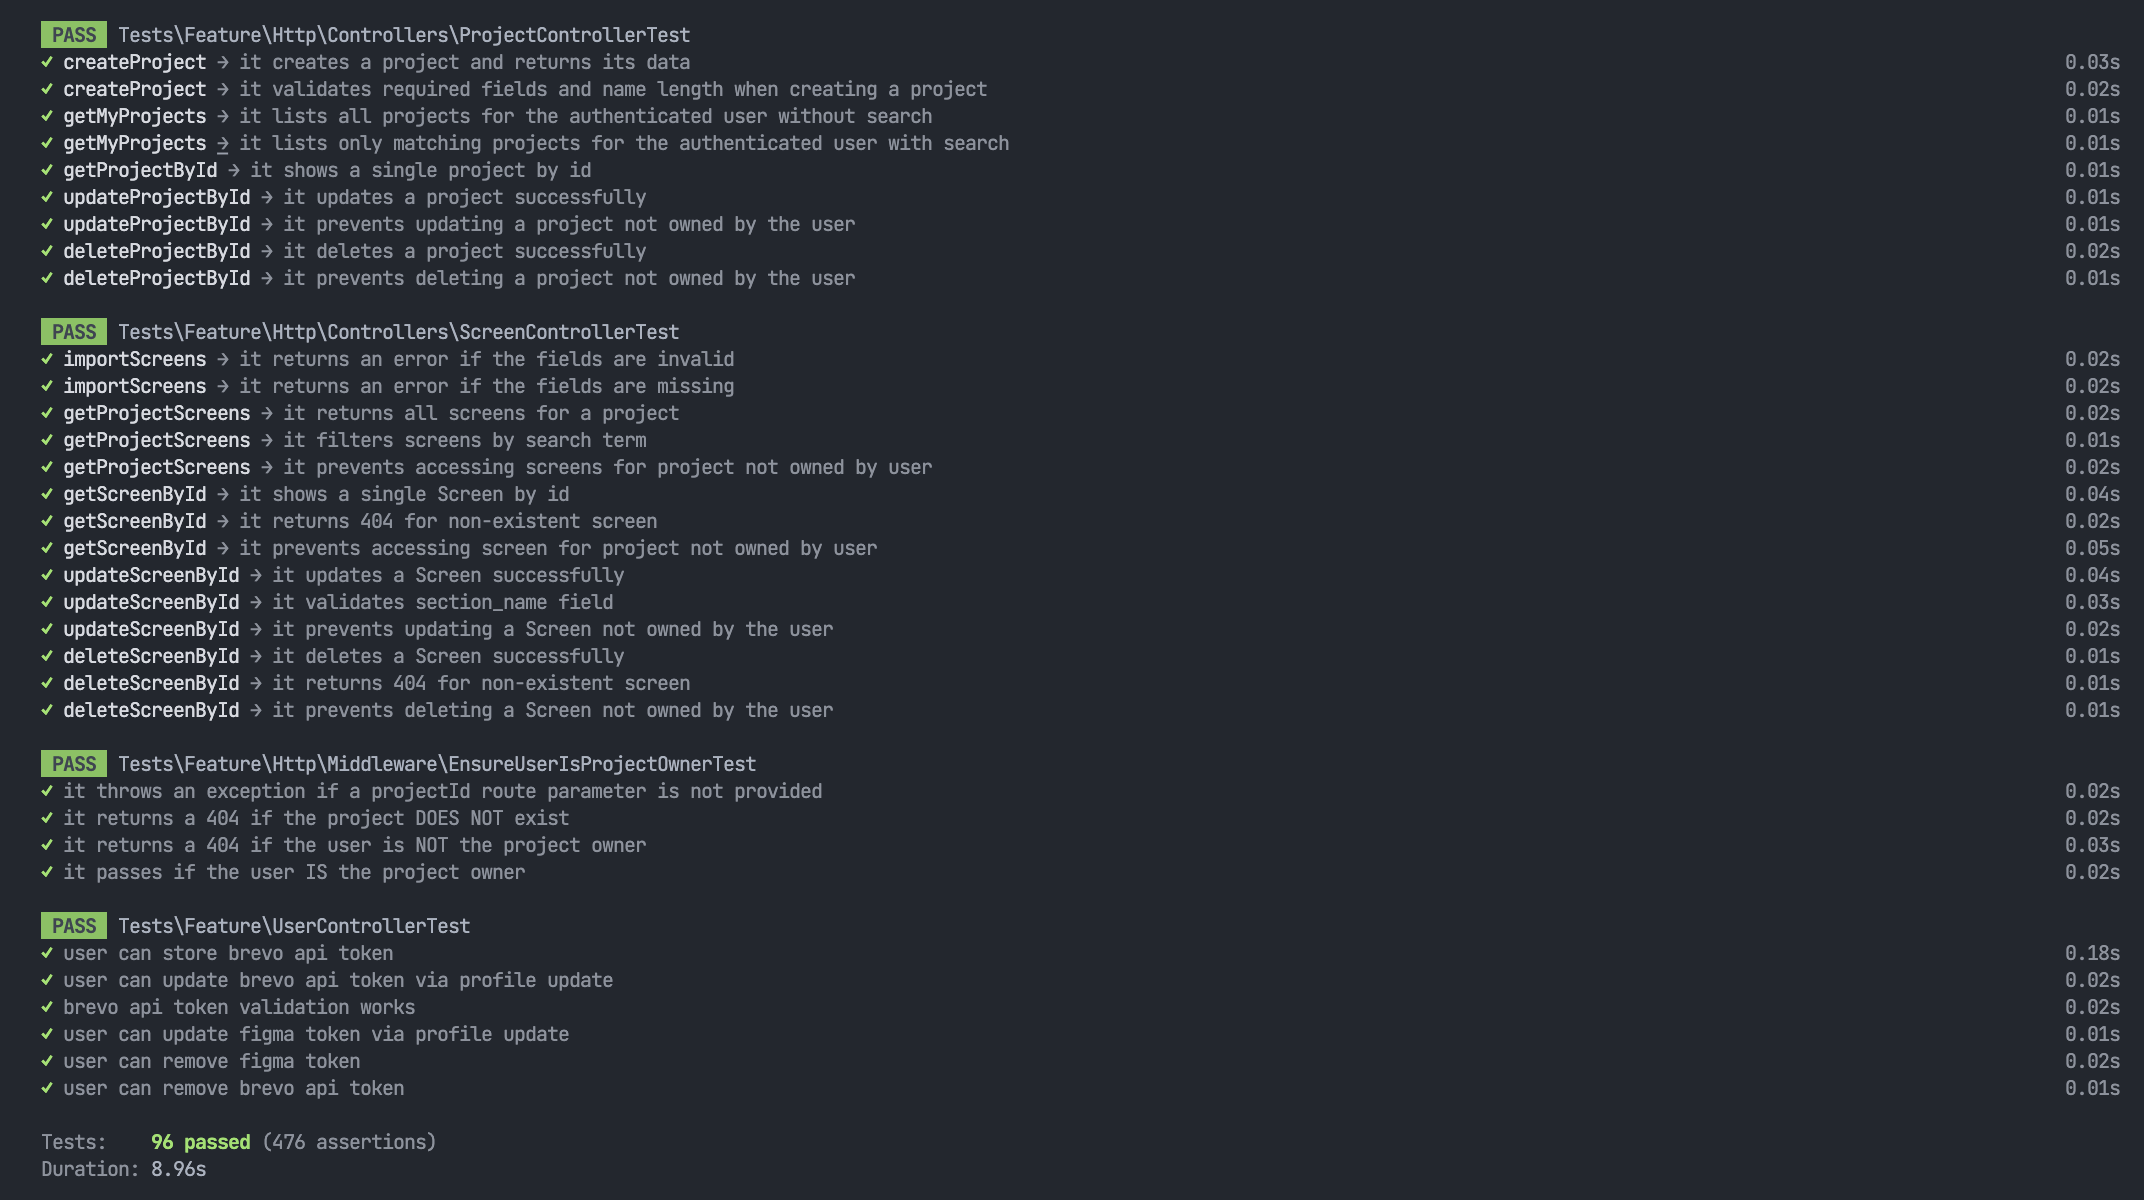 PASS Tests\Feature\Http\Controllers\ProjectControllerTest
✓ createProject → it creates a project and returns its data 0.03s
✓ createProject → it validates required fields and name length when creating a project 0.02s
✓ getMyProjects → it lists all projects for the authenticated user without search 0.01s
✓ getMyProjects → it lists only matching projects for the authenticated user with search 0.01s
✓ getProjectById → it shows a single project by id 0.01s
✓ updateProjectById → it updates a project successfully 0.01s
✓ updateProjectById → it prevents updating a project not owned by the user 0.01s
✓ deleteProjectById → it deletes a project successfully 0.02s
✓ deleteProjectById → it prevents deleting a project not owned by the user 0.01s
PASS Tests\Feature\Http\Controllers\ScreenControllerTest
✓ importScreens → it returns an error if the fields are invalid 0.02s
✓ importScreens → it returns an error if the fields are missing 0.02s
✓ getProjectScreens → it returns all screens for a project 0.02s
✓ getProjectScreens → it filters screens by search term 0.01s
✓ getProjectScreens → it prevents accessing screens for project not owned by user 0.02s
✓ getScreenById → it shows a single Screen by id 0.04s
✓ getScreenById → it returns 404 for non-existent screen 0.02s
✓ getScreenById → it prevents accessing screen for project not owned by user 0.05s
✓ updateScreenById → it updates a Screen successfully 0.04s
✓ updateScreenById → it validates section_name field 0.03s
✓ updateScreenById → it prevents updating a Screen not owned by the user 0.02s
✓ deleteScreenById → it deletes a Screen successfully 0.01s
✓ deleteScreenById → it returns 404 for non-existent screen 0.01s
✓ deleteScreenById → it prevents deleting a Screen not owned by the user 0.01s
PASS Tests\Feature\Http\Middleware\EnsureUserIsProjectOwnerTest
✓ it throws an exception if a projectId route parameter is not provided 0.02s
✓ it returns a 404 if the project DOES NOT exist 0.02s
✓ it returns a 404 if the user is NOT the project owner 0.03s
✓ it passes if the user IS the project owner 0.02s
PASS Tests\Feature\UserControllerTest
✓ user can store brevo api token 0.18s
✓ user can update brevo api token via profile update 0.02s
✓ brevo api token validation works 0.02s
✓ user can update figma token via profile update 0.01s
✓ user can remove figma token 0.02s
✓ user can remove brevo api token 0.01s
Tests: 96 passed (476 assertions)
Duration: 8.96s